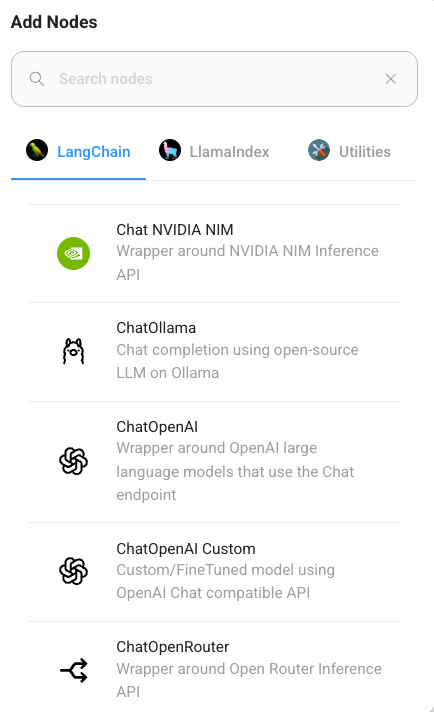 Add Nodes
Search nodes
LangChain LlamaIndex Utilities
Chat NVIDIA NIM
Wrapper around NVIDIA NIM Inference
API
ChatOllama
Chat completion using open-source
LLM on Ollama
ChatOpenAI
Wrapper around OpenAI large
language models that use the Chat
endpoint
ChatOpenAI Custom
Custom/FineTuned model using
OpenAI Chat compatible API
ChatOpenRouter
Wrapper around Open Router Inference
API